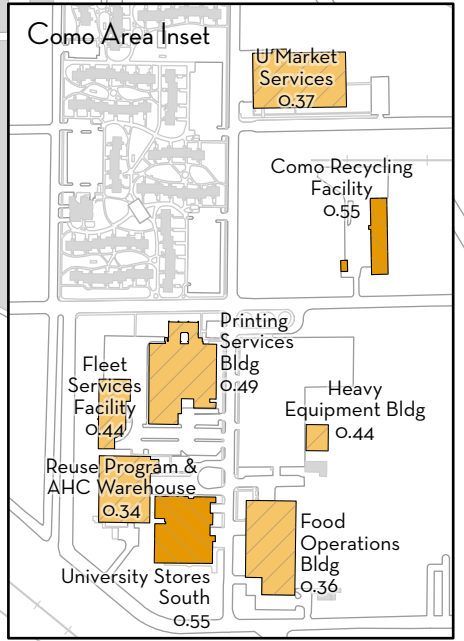 Como Area Inset
U'Market
Services
0.37
Como Recycling
Facility
0.55
Printing
Services
Bldg
0.49
Fleet
Services
Facility
0.44
Heavy
Equipment Bldg
0.44
Reuse Program &
AHC Warehouse
0.34
Food
Operations
Bldg
0.36
University Stores
South
0.55